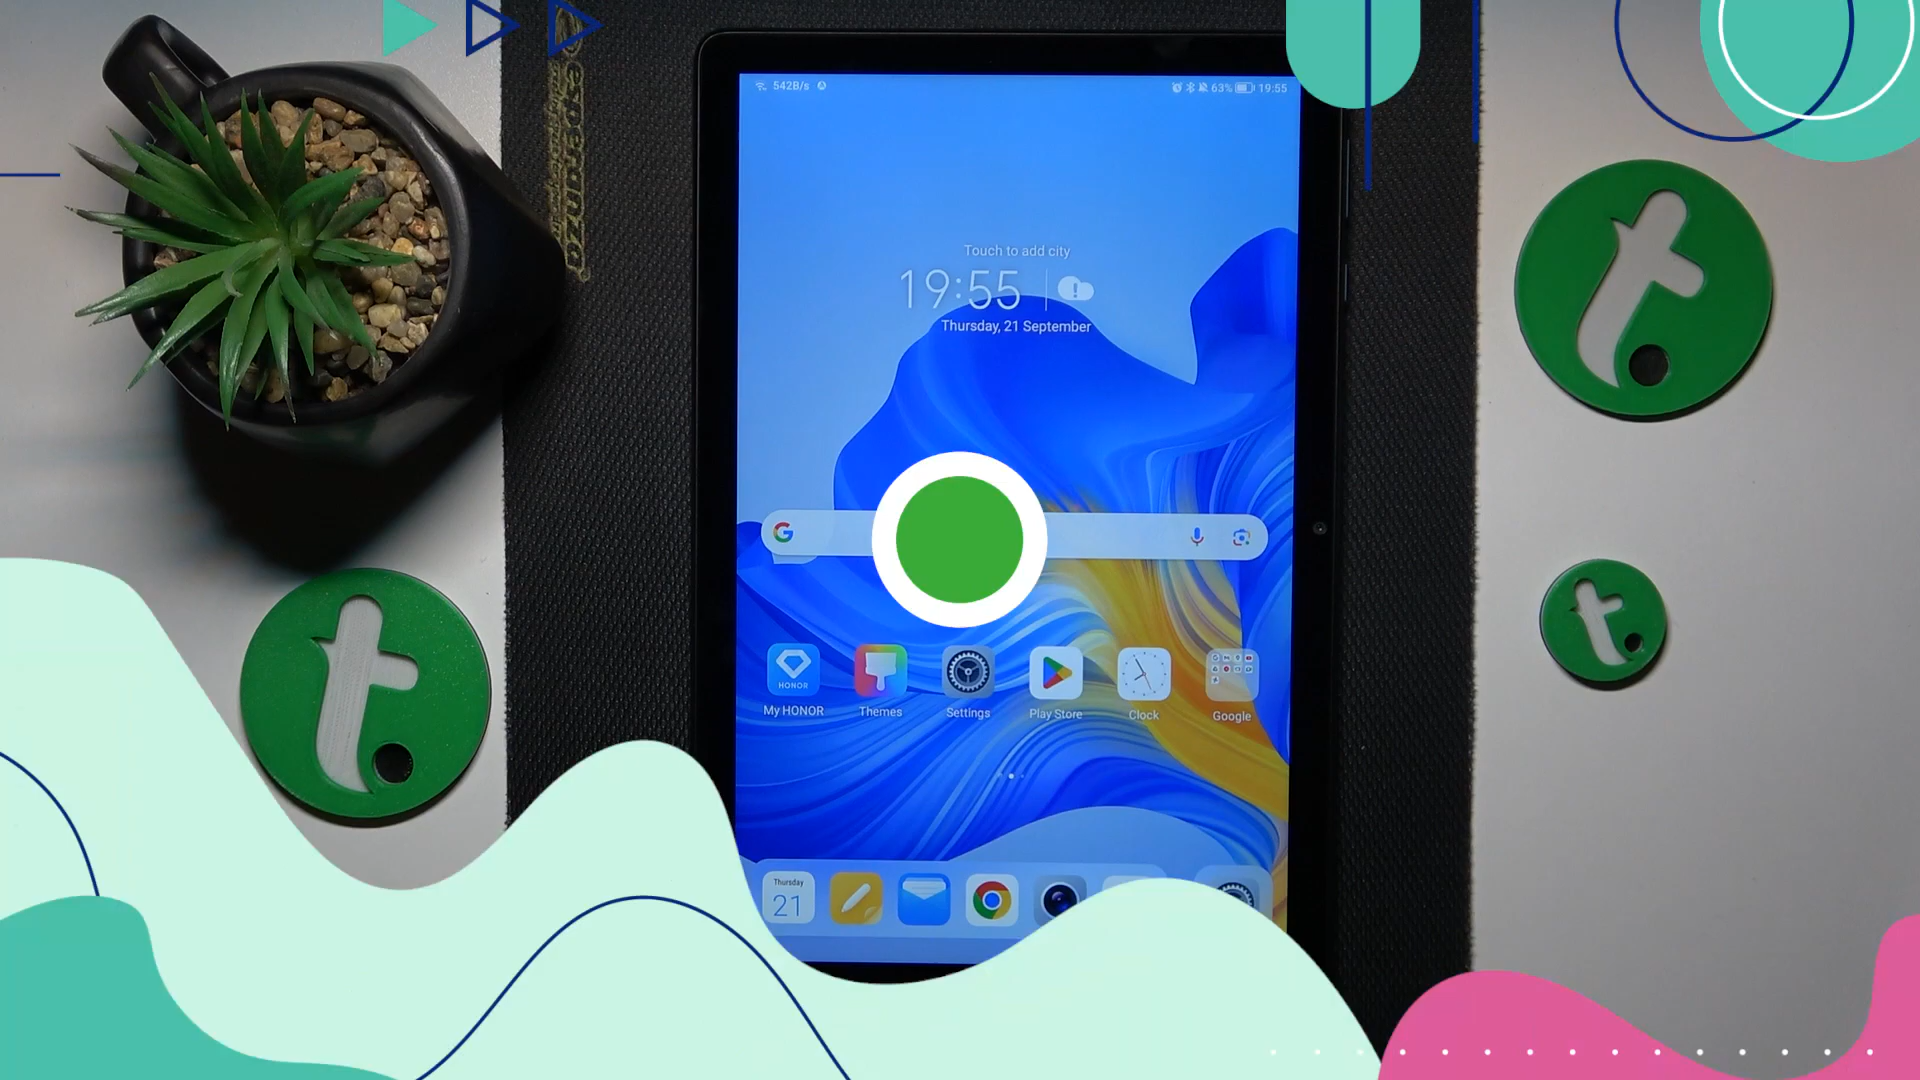 esperanza
542B/s
63% 19:55
Touch to add city
19:55
Thursday, 21 September
HONOR
My HONOR
Themes
Settings
Play Store
Clock
Google
Thursday
21